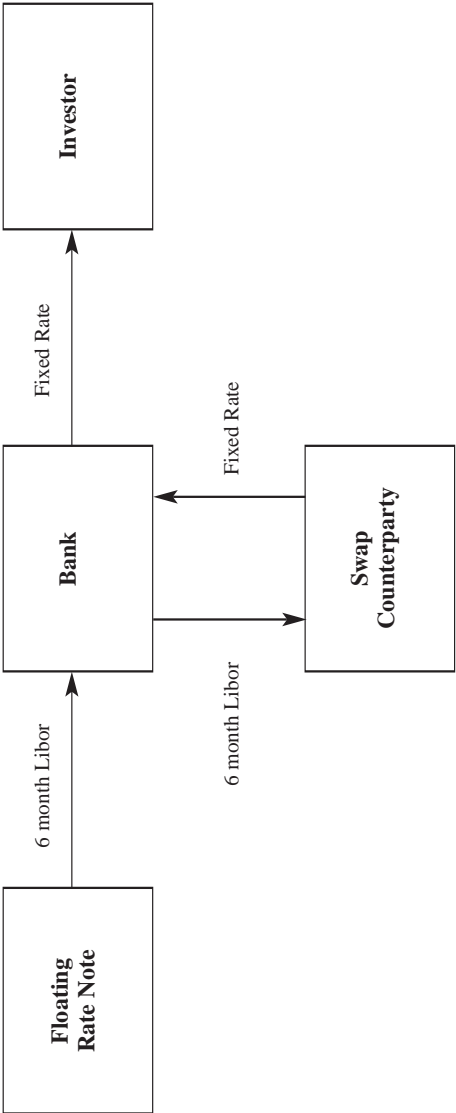 Floating
Rate Note
6 month Libor
Bank
Fixed Rate
Investor
6 month Libor
Fixed Rate
Swap
Counterparty